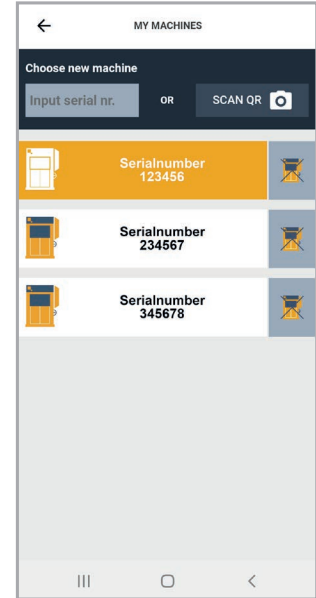 MY MACHINES
Choose new machine
Input serial nr.
OR
SCAN QR
Serialnumber
123456
Serialnumber
234567
Serialnumber
345678